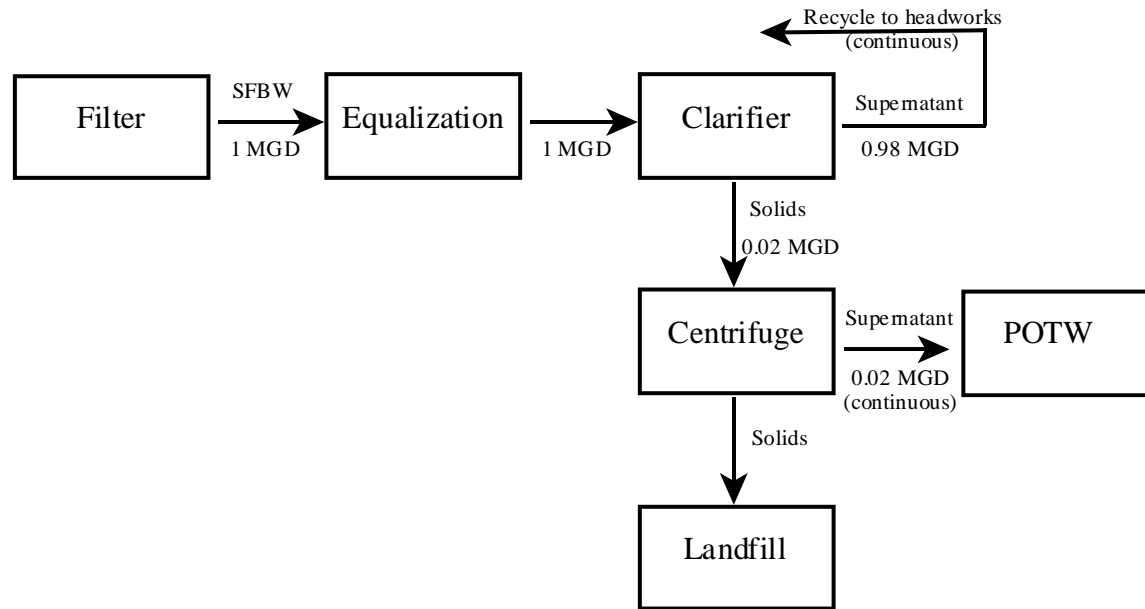 Recycle to headworks
(continuous)
Filter
SFBW
1 MGD
Equalization
1 MGD
Clarifier
Supernatant
0.98 MGD
Solids
0.02 MGD
Centrifuge
Supernatant
0.02 MGD
(continuous)
POTW
Solids
Landfill